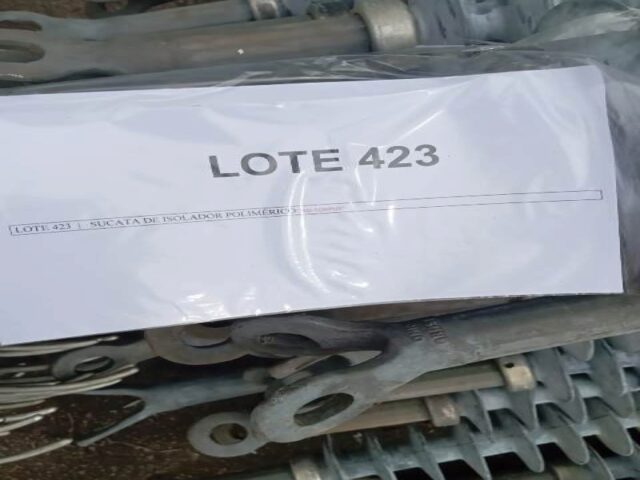 LOTE 423
LOTE 423 | SUCATA DE ISOLADOR POLIMÉRICO